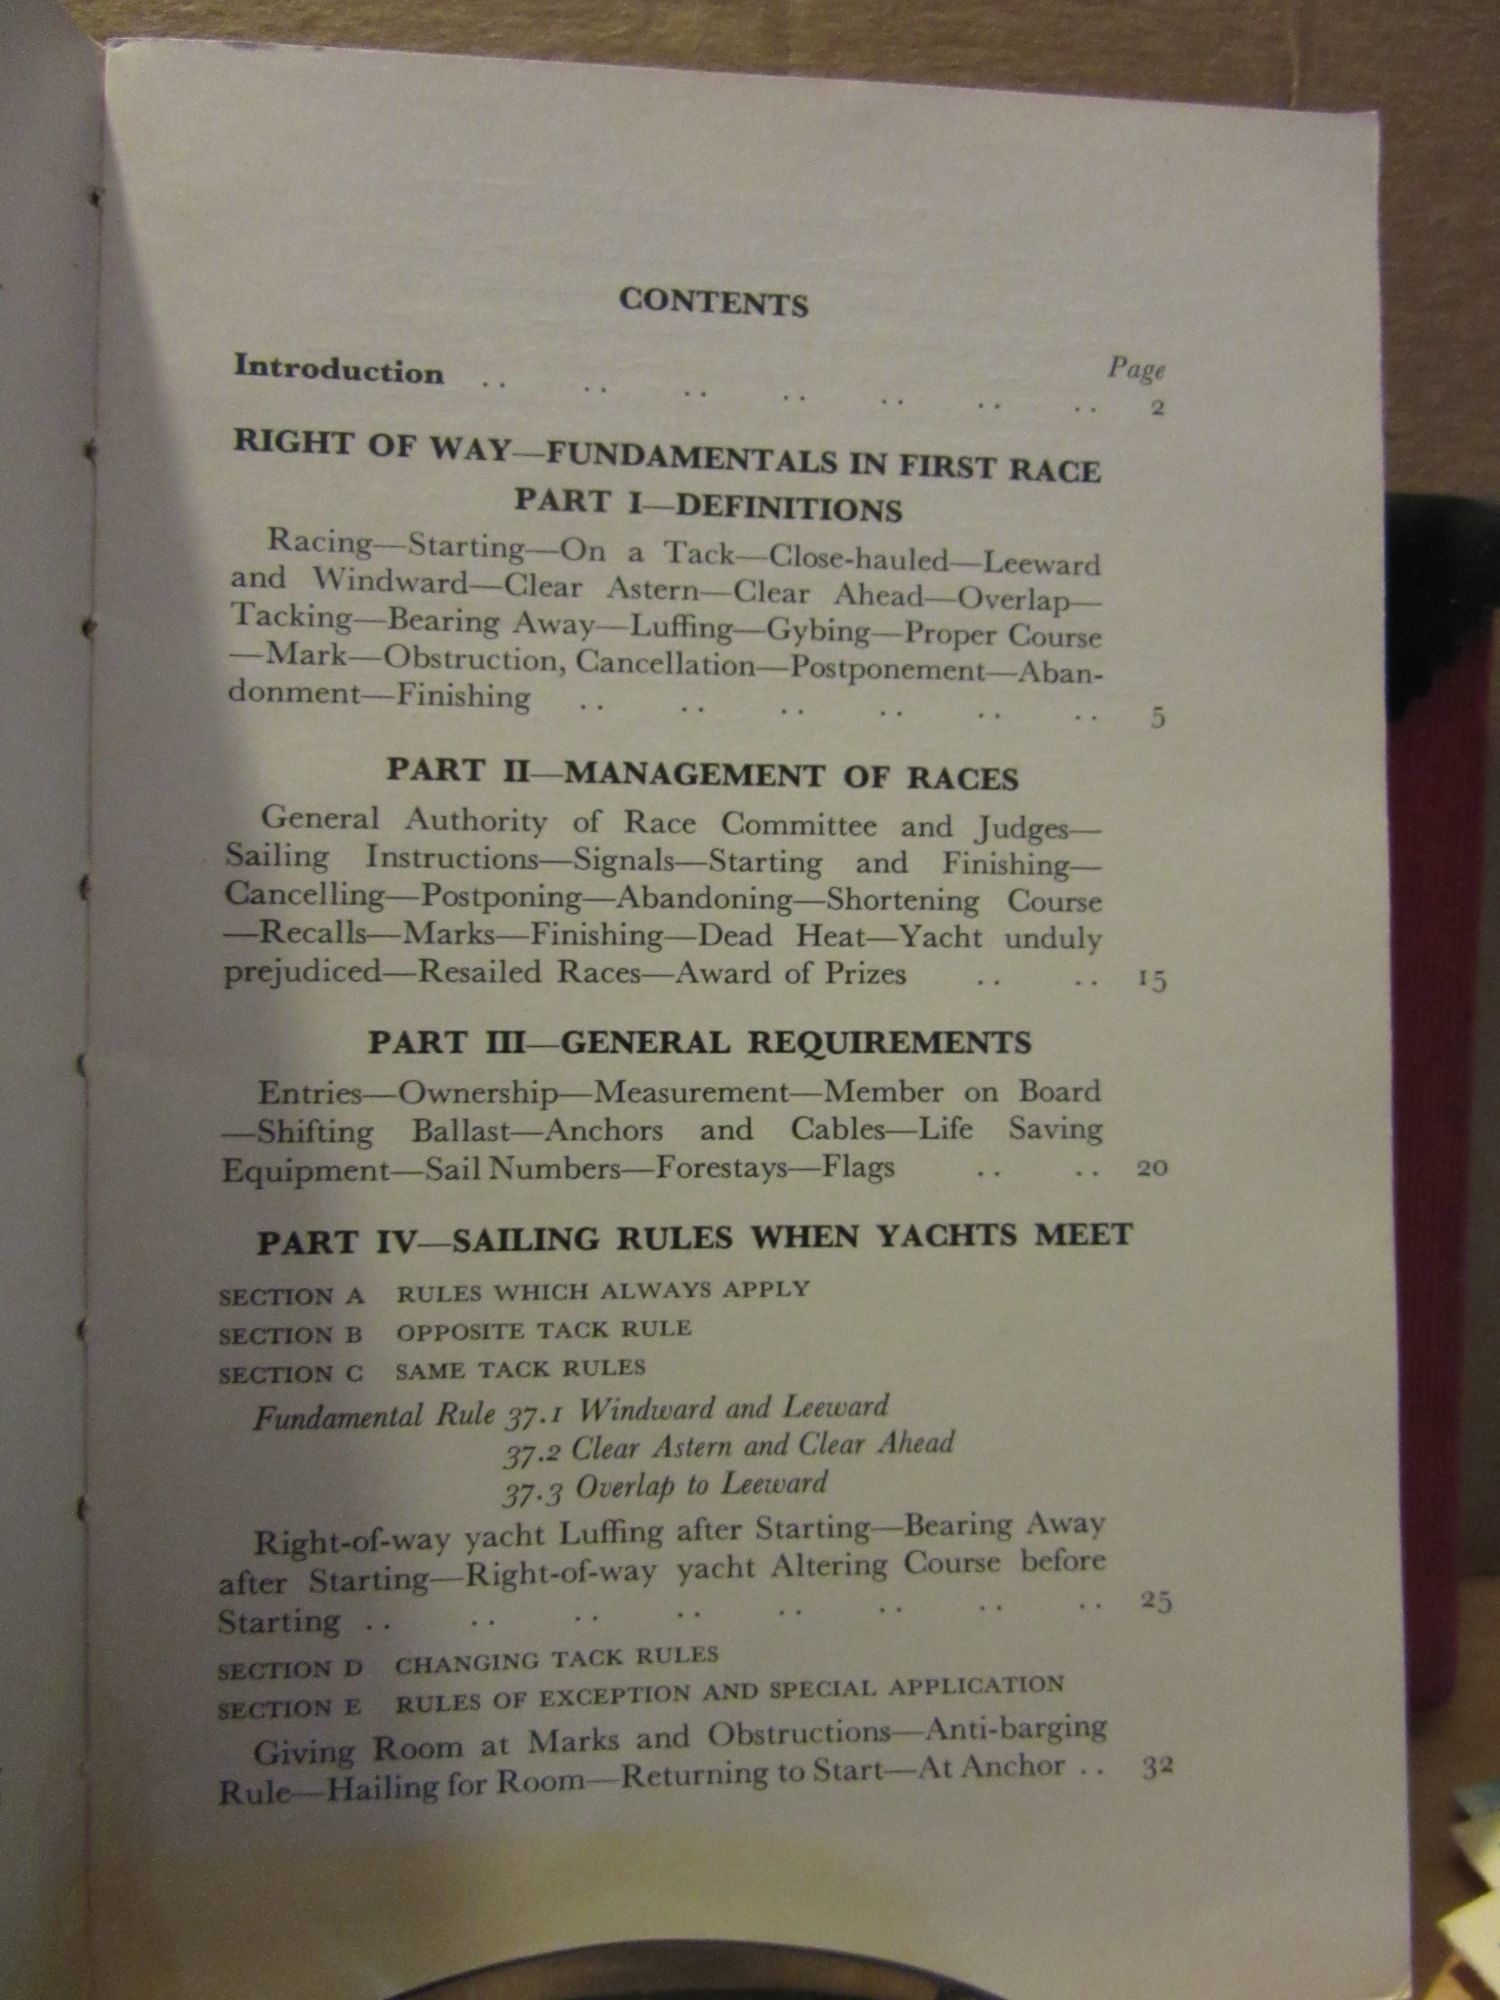 CONTENTS
Page
Introduction .. .. .. .. .. .. .. 2
RIGHT OF WAY—FUNDAMENTALS IN FIRST RACE
PART I—DEFINITIONS
Racing—Starting—On a Tack—Close-hauled—Leeward
and Windward—Clear Astern—Clear Ahead—Overlap—
Tacking—Bearing Away—Luffing—Gybing—Proper Course
—Mark—Obstruction, Cancellation—Postponement—Aban-
donment—Finishing .. .. .. .. .. .. 5
PART II—MANAGEMENT OF RACES
General Authority of Race Committee and Judges—
Sailing Instructions—Signals—Starting and Finishing—
Cancelling—Postponing—Abandoning—Shortening Course
—Recalls—Marks—Finishing—Dead Heat—Yacht unduly
prejudiced—Resailed Races—Award of Prizes .. .. 15
PART III—GENERAL REQUIREMENTS
Entries—Ownership—Measurement—Member on Board
—Shifting Ballast—Anchors and Cables—Life Saving
Equipment—Sail Numbers—Forestays—Flags .. .. 20
PART IV—SAILING RULES WHEN YACHTS MEET
SECTION A RULES WHICH ALWAYS APPLY
SECTION B OPPOSITE TACK RULE
SECTION C SAME TACK RULES
Fundamental Rule 37.1 Windward and Leeward
37.2 Clear Astern and Clear Ahead
37.3 Overlap to Leeward
Right-of-way yacht Luffing after Starting—Bearing Away
after Starting—Right-of-way yacht Altering Course before
Starting .. .. .. .. .. .. .. .. 25
SECTION D CHANGING TACK RULES
SECTION E RULES OF EXCEPTION AND SPECIAL APPLICATION
Giving Room at Marks and Obstructions—Anti-barging
Rule—Hailing for Room—Returning to Start—At Anchor .. 32